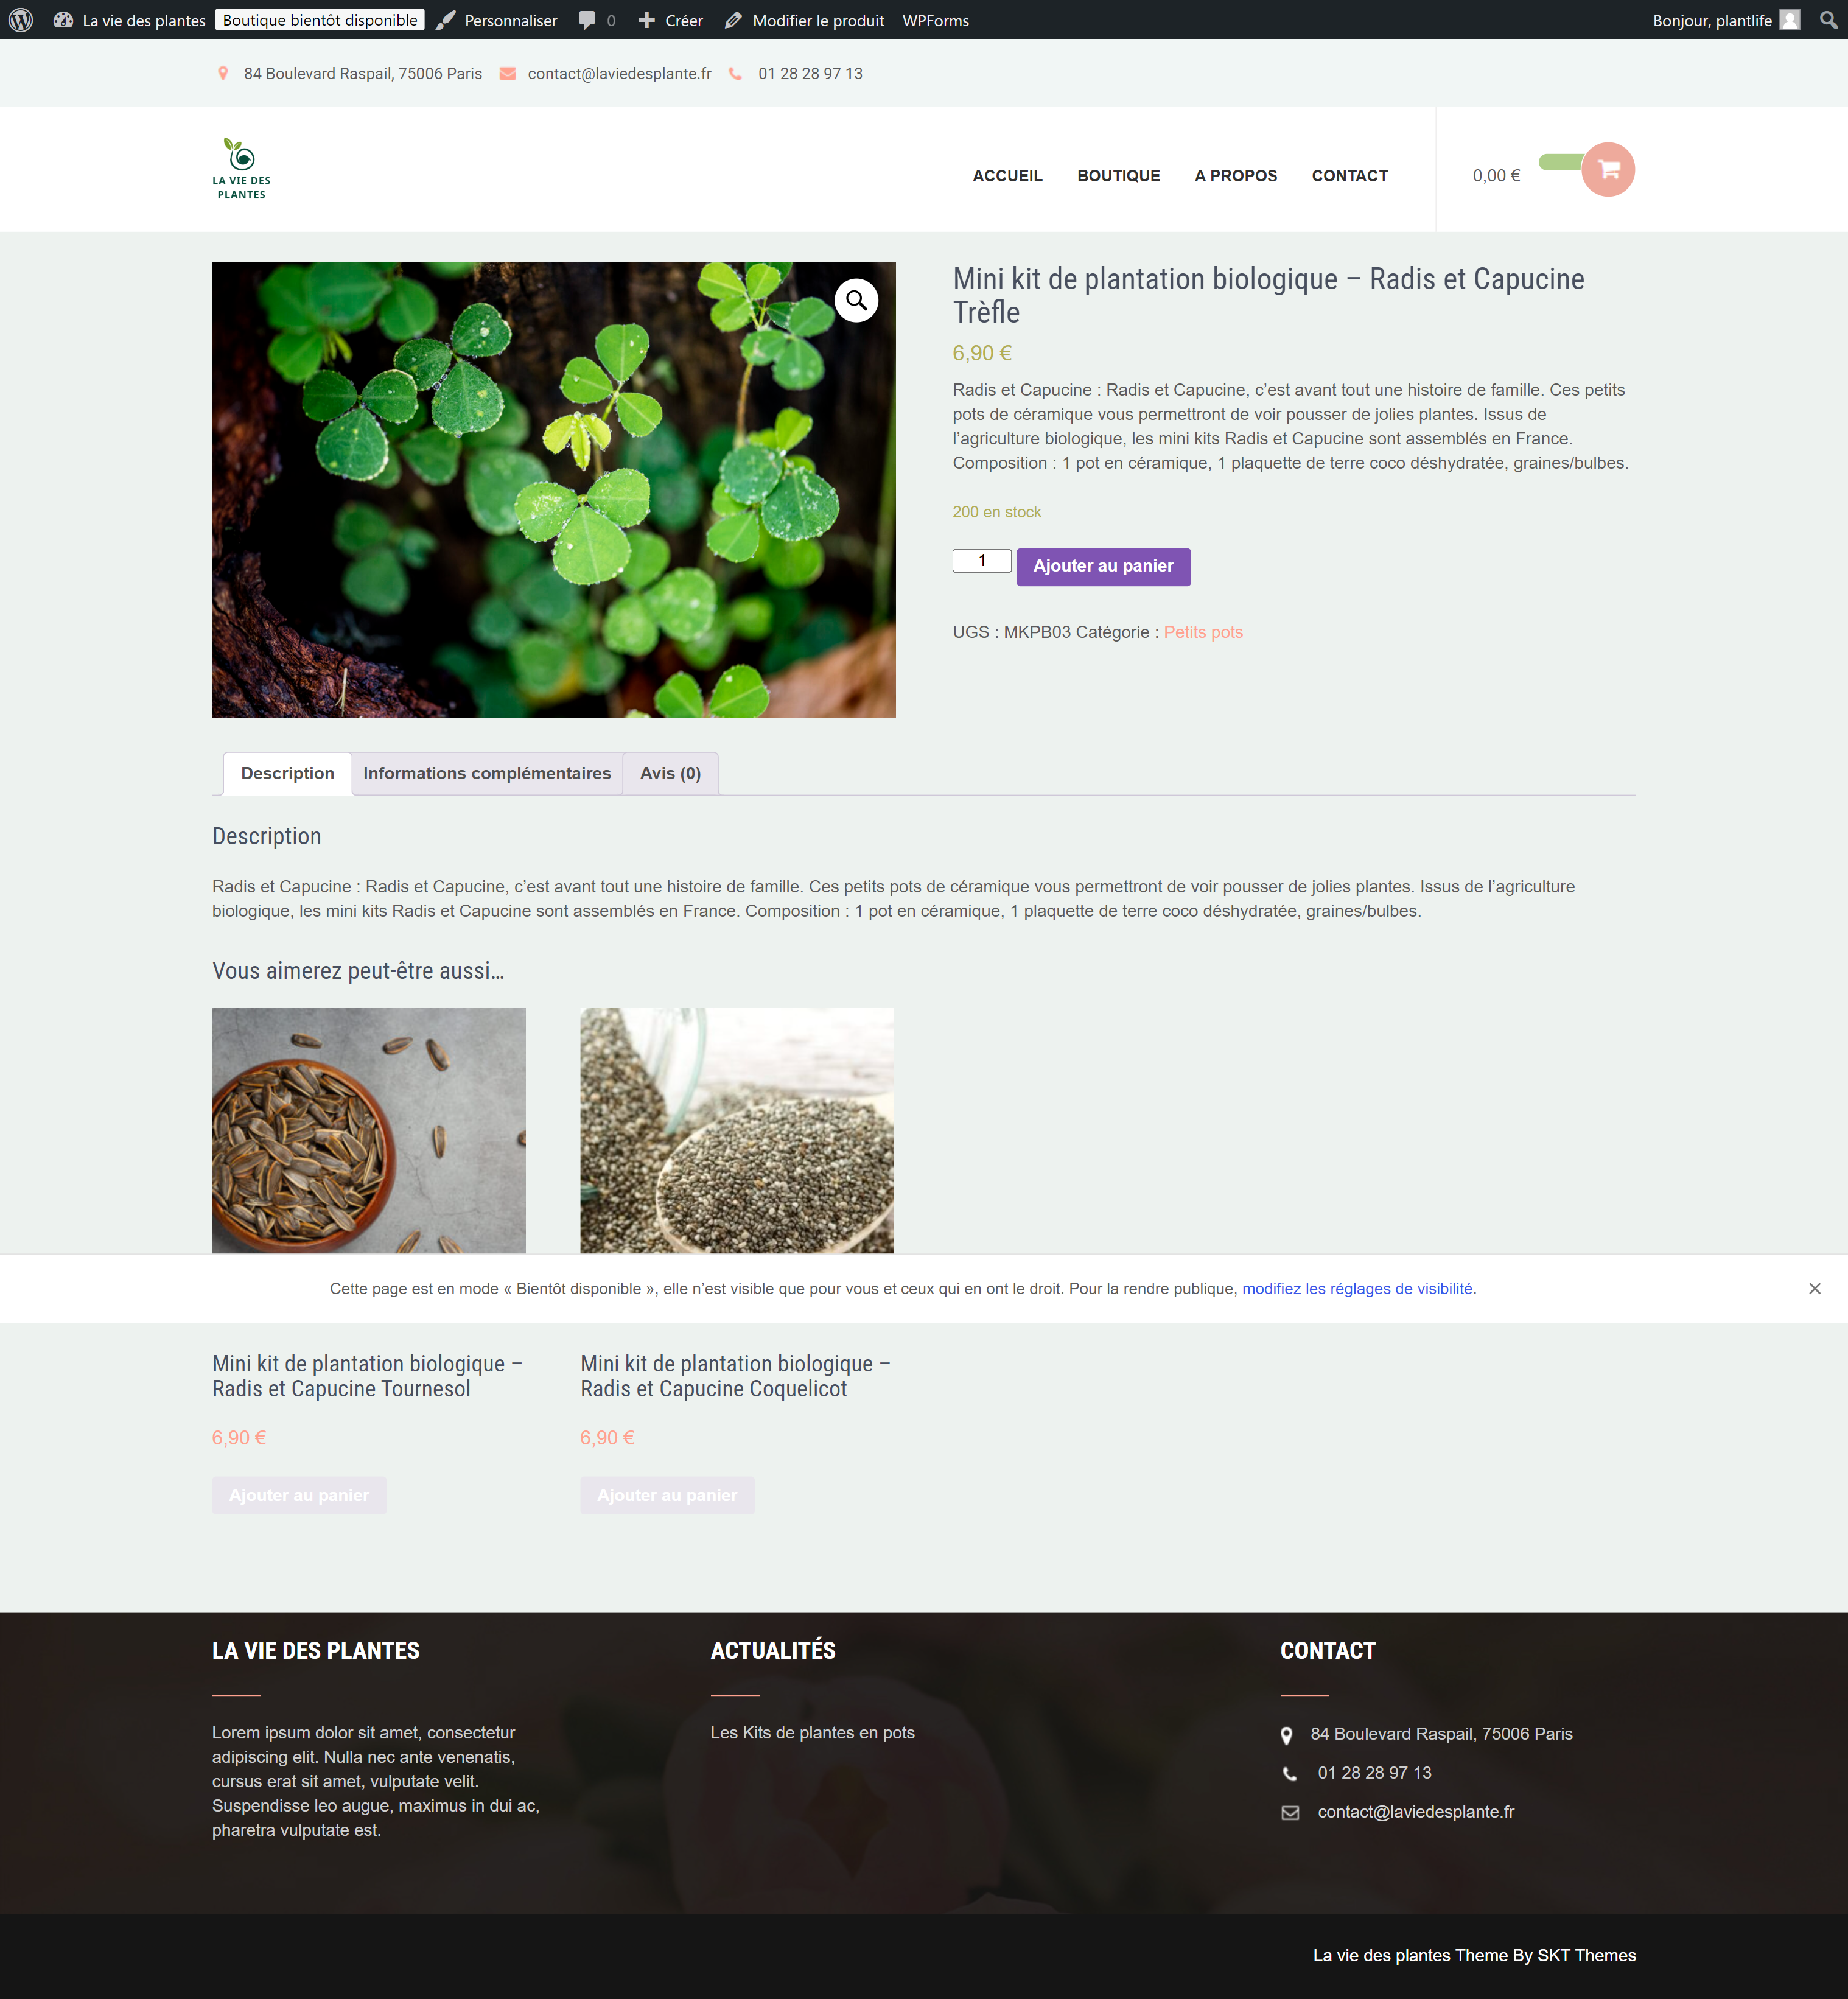 La vie des plantes Boutique bientôt disponible Personnaliser 0 Créer Modifier le produit WPForms Bonjour, plantlife
84 Boulevard Raspail, 75006 Paris contact@laviedesplante.fr 01 28 28 97 13
LA VIE DES
PLANTES
ACCUEIL BOUTIQUE A PROPOS CONTACT 0,00 €
Mini kit de plantation biologique – Radis et Capucine
Trèfle
6,90 €
Radis et Capucine : Radis et Capucine, c’est avant tout une histoire de famille. Ces petits
pots de céramique vous permettront de voir pousser de jolies plantes. Issus de
l’agriculture biologique, les mini kits Radis et Capucine sont assemblés en France.
Composition : 1 pot en céramique, 1 plaquette de terre coco déshydratée, graines/bulbes.
200 en stock
1 Ajouter au panier
UGS : MKPB03 Catégorie : Petits pots
Description Informations complémentaires Avis (0)
Description
Radis et Capucine : Radis et Capucine, c’est avant tout une histoire de famille. Ces petits pots de céramique vous permettront de voir pousser de jolies plantes. Issus de l’agriculture
biologique, les mini kits Radis et Capucine sont assemblés en France. Composition : 1 pot en céramique, 1 plaquette de terre coco déshydratée, graines/bulbes.
Vous aimerez peut-être aussi…
Cette page est en mode « Bientôt disponible », elle n’est visible que pour vous et ceux qui en ont le droit. Pour la rendre publique, modifiez les réglages de visibilité.
Mini kit de plantation biologique –
Radis et Capucine Tournesol
6,90 €
Ajouter au panier
Mini kit de plantation biologique –
Radis et Capucine Coquelicot
6,90 €
Ajouter au panier
LA VIE DES PLANTES
Lorem ipsum dolor sit amet, consectetur
adipiscing elit. Nulla nec ante venenatis,
cursus erat sit amet, vulputate velit.
Suspendisse leo augue, maximus in dui ac,
pharetra vulputate est.
ACTUALITÉS
Les Kits de plantes en pots
CONTACT
84 Boulevard Raspail, 75006 Paris
01 28 28 97 13
contact@laviedesplante.fr
La vie des plantes Theme By SKT Themes